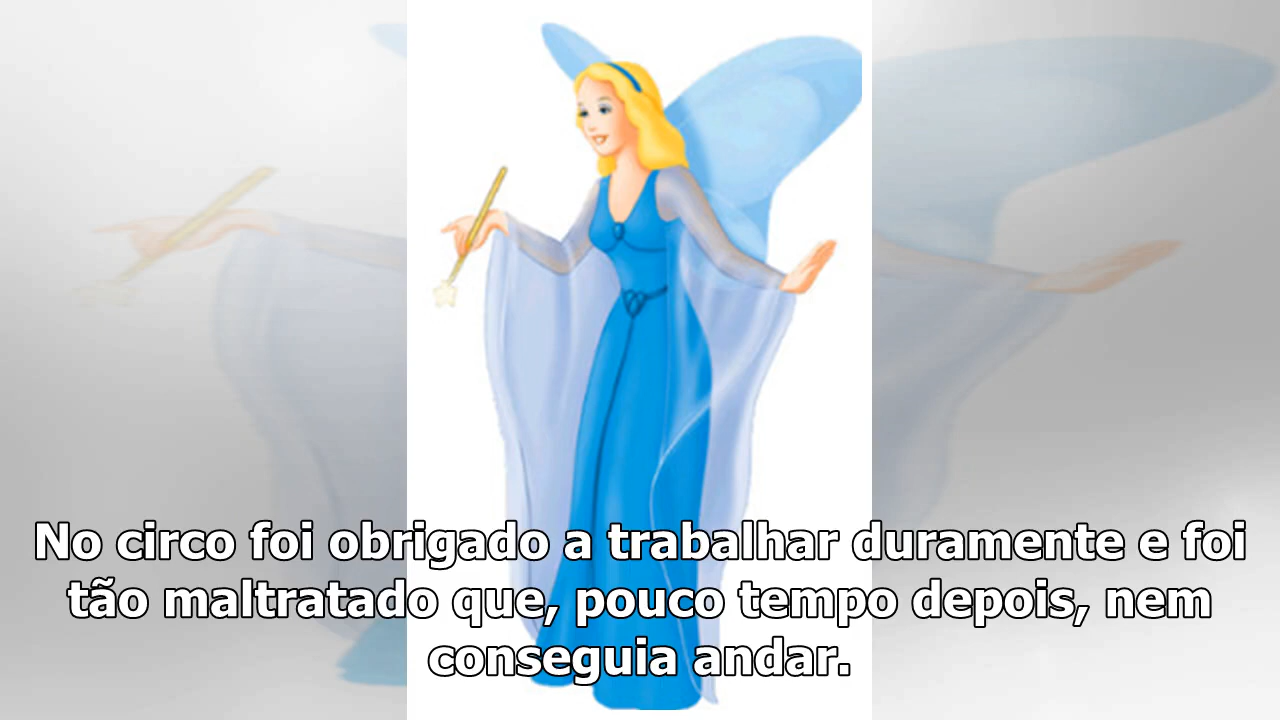 No circo foi obrigado a trabalhar duramente e foi
tão maltratado que, pouco tempo depois, nem
conseguia andar.